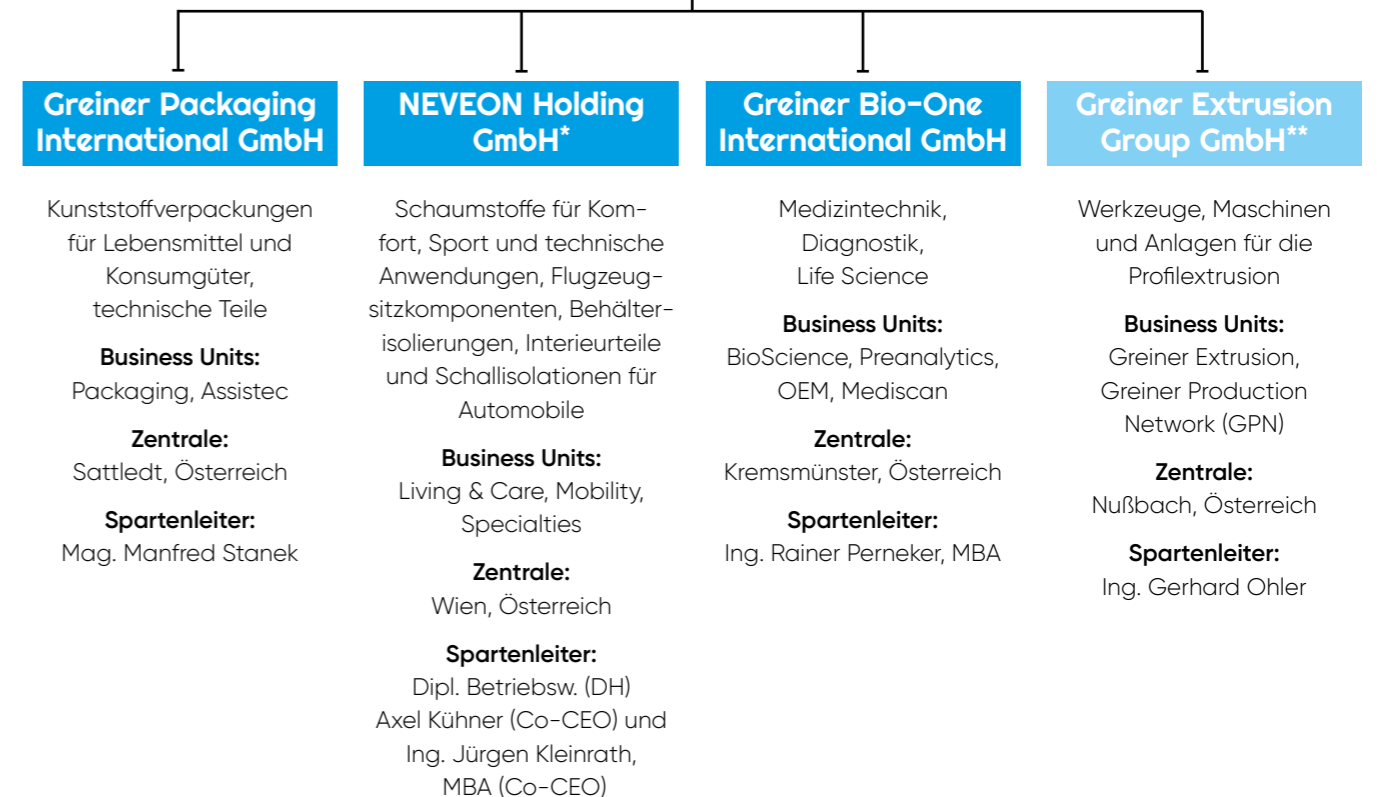 Greiner Packaging
International GmbH
Kunststoffverpackungen
für Lebensmittel und
Konsumgüter,
technische Teile
Business Units:
Packaging, Assistec
Zentrale:
Sattledt, Österreich
Spartenleiter:
Mag. Manfred Stanek
NEVEON Holding
GmbH*
Schaumstoffe für Kom-
fort, Sport und technische
Anwendungen, Flugzeug-
sitzkomponenten, Behälter-
isolierungen, Interieurteile
und Schallisolationen für
Automobile
Business Units:
Living & Care, Mobility,
Specialties
Zentrale:
Wien, Österreich
Spartenleiter:
Dipl. Betriebsw. (DH)
Axel Kühner (Co-CEO) und
Ing. Jürgen Kleinrath,
MBA (Co-CEO)
Greiner Bio-One
International GmbH
Medizintechnik,
Diagnostik,
Life Science
Business Units:
BioScience, Preanalytics,
OEM, Mediscan
Zentrale:
Kremsmünster, Österreich
Spartenleiter:
Ing. Rainer Perneker, MBA
Greiner Extrusion
Group GmbH**
Werkzeuge, Maschinen
und Anlagen für die
Profilextrusion
Business Units:
Greiner Extrusion,
Greiner Production
Network (GPN)
Zentrale:
Nußbach, Österreich
Spartenleiter:
Ing. Gerhard Ohler